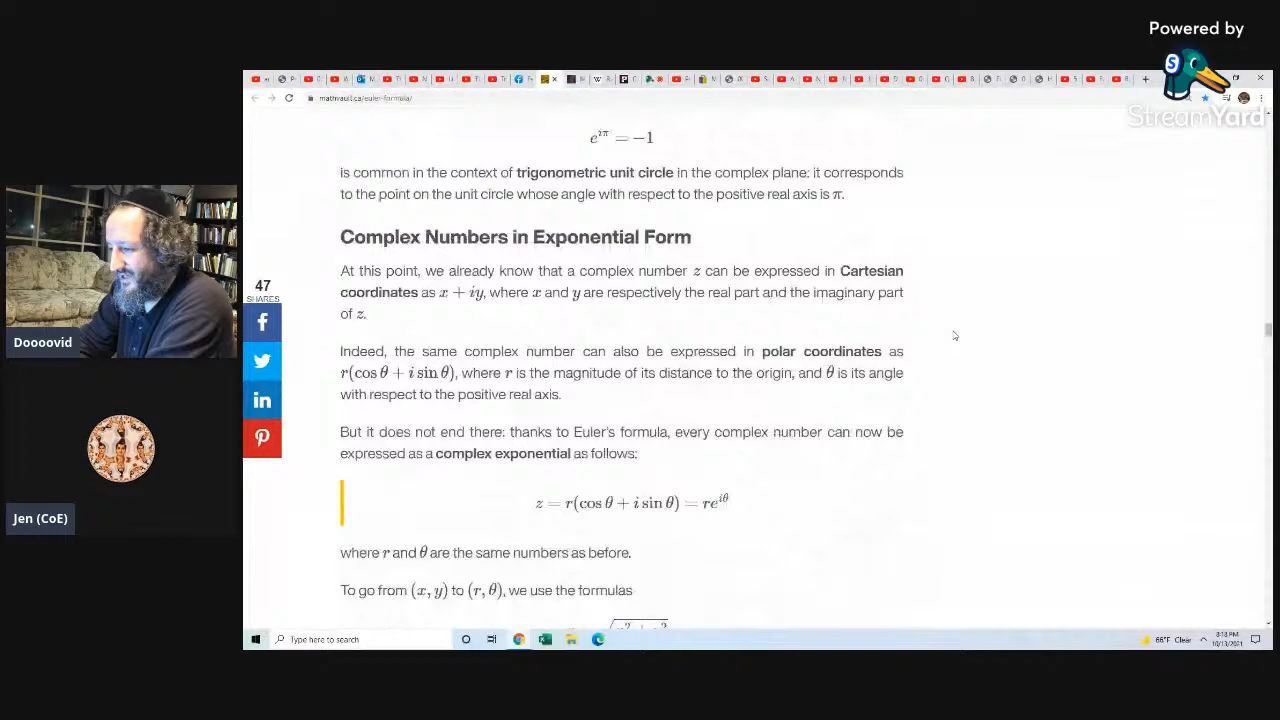 Powered by
S
StreamYard
mathvault.ca/euler-formula/
e^{iπ} = −1
is common in the context of trigonometric unit circle in the complex plane: it corresponds
to the point on the unit circle whose angle with respect to the positive real axis is π.
Complex Numbers in Exponential Form
At this point, we already know that a complex number z can be expressed in Cartesian
coordinates as x + iy, where x and y are respectively the real part and the imaginary part
of z.
47
SHARES
Indeed, the same complex number can also be expressed in polar coordinates as
r(cos θ + i sin θ), where r is the magnitude of its distance to the origin, and θ is its angle
with respect to the positive real axis.
But it does not end there: thanks to Euler's formula, every complex number can now be
expressed as a complex exponential as follows:
z = r(cos θ + i sin θ) = re^{iθ}
where r and θ are the same numbers as before.
To go from (x, y) to (r, θ), we use the formulas
Doooovid
Jen (CoE)
Type here to search
66°F Clear
8:18 PM
10/13/2021